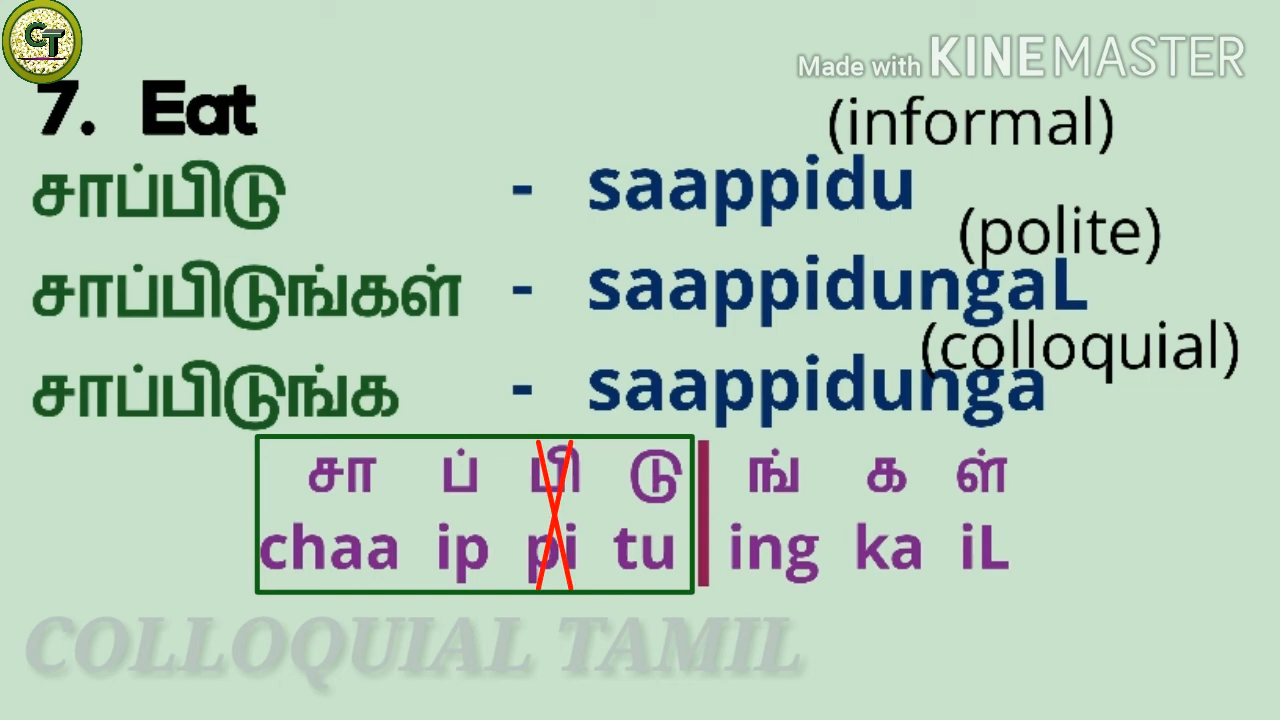 CT
Made with KINEMASTER
7. Eat
(informal)
சாப்பிடு - saappidu
(polite)
சாப்பிடுங்கள் - saappidungaL
(colloquial)
சாப்பிடுங்க - saappidunga
சா ப் பி டு ங் க ள்
chaa ip pi tu ing ka iL
COLLOQUIAL TAMIL